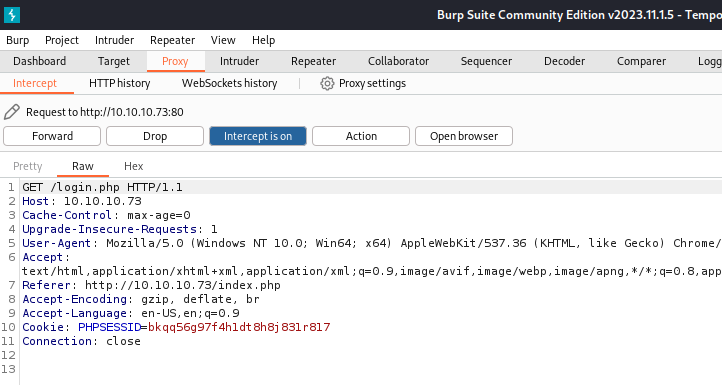 Burp Suite Community Edition v2023.11.1.5 - Tempo
Burp Project Intruder Repeater View Help
Dashboard Target Proxy Intruder Repeater Collaborator Sequencer Decoder Comparer Logg
Intercept HTTP history WebSockets history Proxy settings
Request to http://10.10.10.73:80
Forward Drop Intercept is on Action Open browser
Pretty Raw Hex
1 GET /login.php HTTP/1.1
2 Host: 10.10.10.73
3 Cache-Control: max-age=0
4 Upgrade-Insecure-Requests: 1
5 User-Agent: Mozilla/5.0 (Windows NT 10.0; Win64; x64) AppleWebKit/537.36 (KHTML, like Gecko) Chrome/
6 Accept:
text/html,application/xhtml+xml,application/xml;q=0.9,image/avif,image/webp,image/apng,*/*;q=0.8,app
7 Referer: http://10.10.10.73/index.php
8 Accept-Encoding: gzip, deflate, br
9 Accept-Language: en-US,en;q=0.9
10 Cookie: PHPSESSID=bkqq56g97f4h1dt8h8j831r817
11 Connection: close
12
13